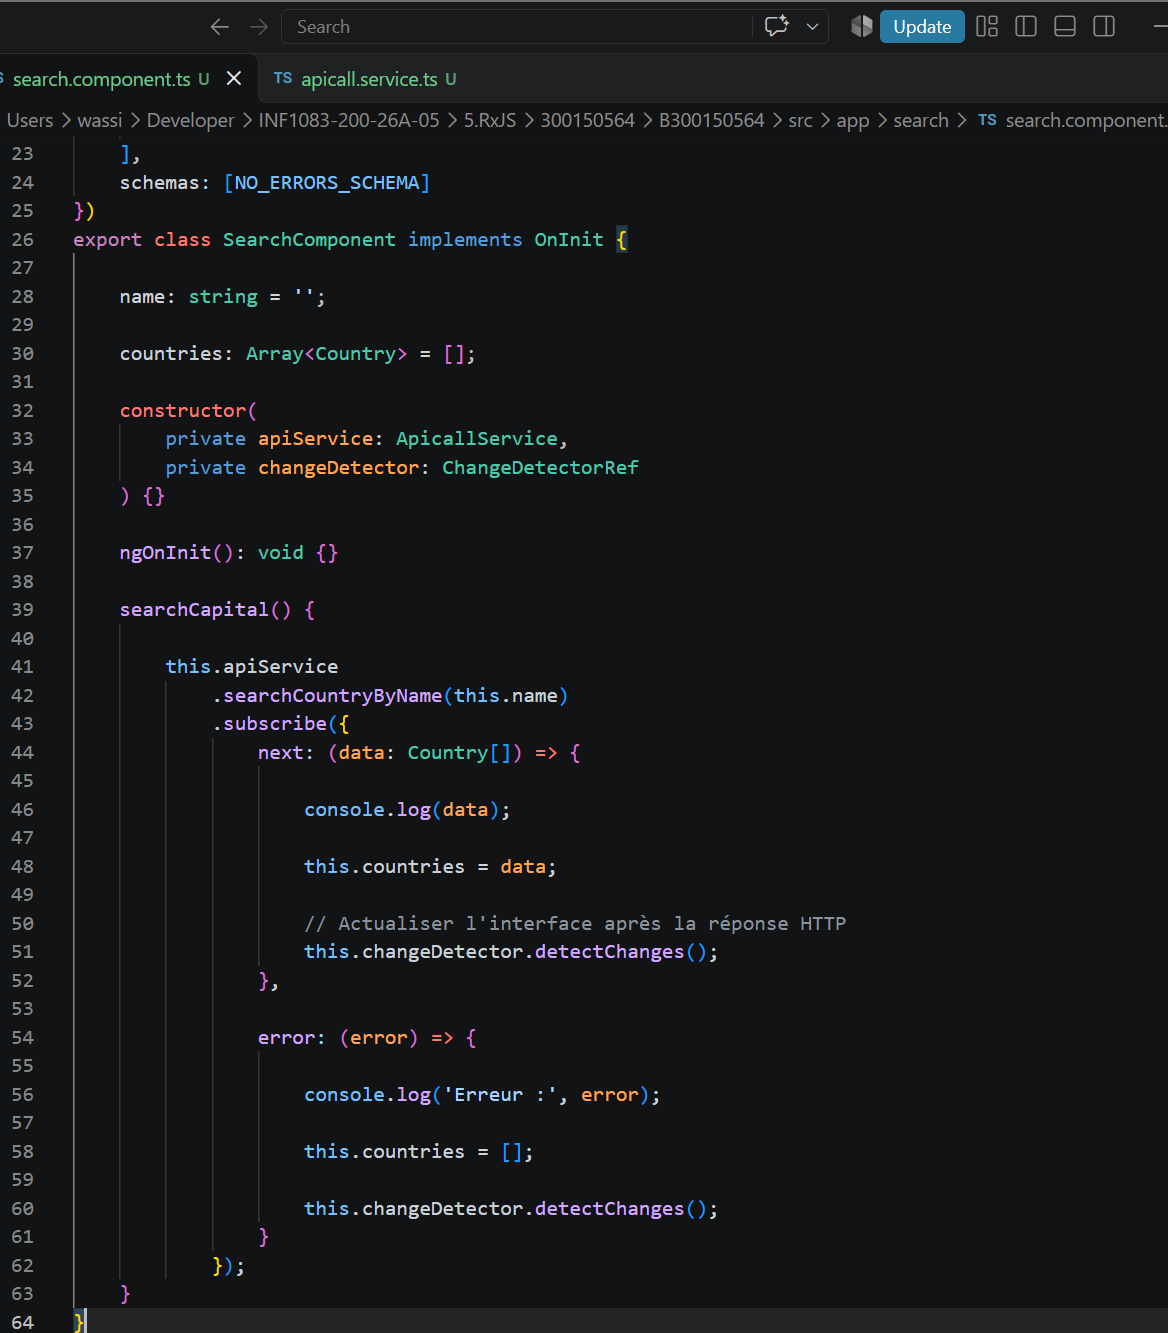 Search
Update
search.component.ts U
TS apicall.service.ts U
Users > wassi > Developer > INF1083-200-26A-05 > 5.RxJS > 300150564 > B300150564 > src > app > search > TS search.component.
23 ],
24 schemas: [NO_ERRORS_SCHEMA]
25 })
26 export class SearchComponent implements OnInit {
27
28 name: string = '';
29
30 countries: Array<Country> = [];
31
32 constructor(
33 private apiService: ApicallService,
34 private changeDetector: ChangeDetectorRef
35 ) {}
36
37 ngOnInit(): void {}
38
39 searchCapital() {
40
41 this.apiService
42 .searchCountryByName(this.name)
43 .subscribe({
44 next: (data: Country[]) => {
45
46 console.log(data);
47
48 this.countries = data;
49
50 // Actualiser l'interface après la réponse HTTP
51 this.changeDetector.detectChanges();
52 },
53
54 error: (error) => {
55
56 console.log('Erreur :', error);
57
58 this.countries = [];
59
60 this.changeDetector.detectChanges();
61 }
62 });
63 }
64 }